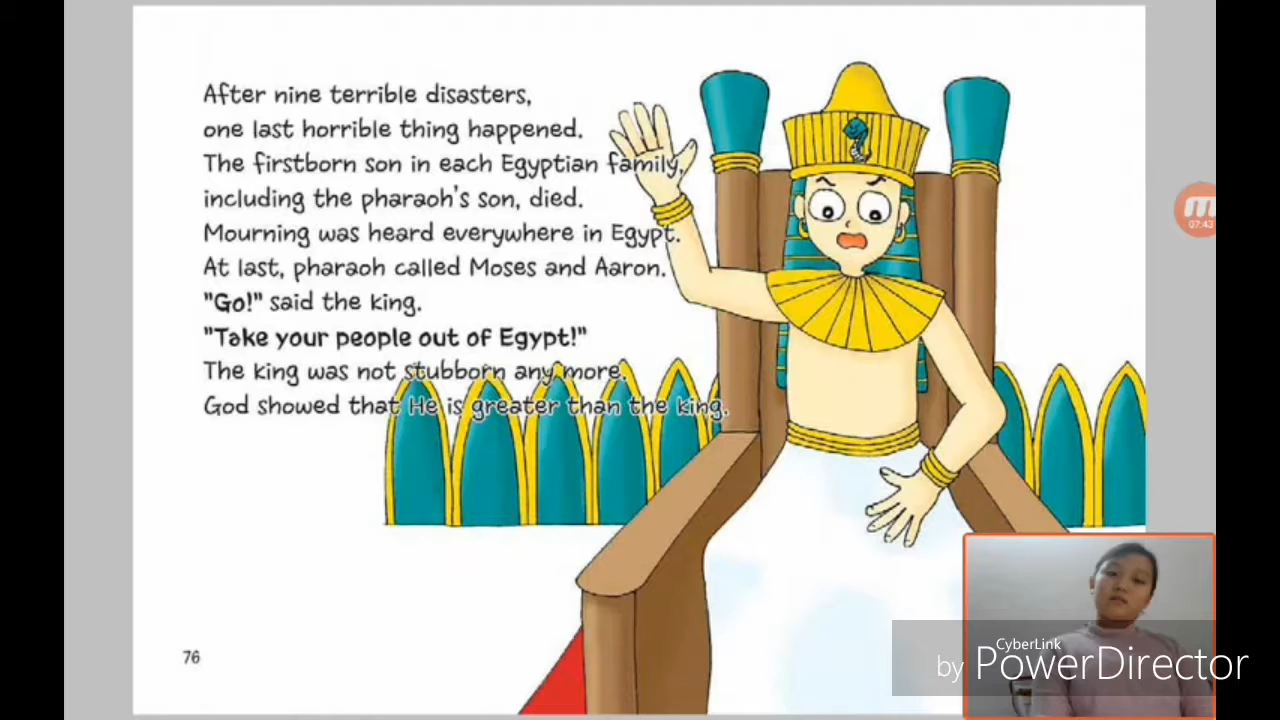 After nine terrible disasters,
one last horrible thing happened.
The firstborn son in each Egyptian family,
including the pharaoh's son, died.
Mourning was heard everywhere in Egypt.
At last, pharaoh called Moses and Aaron.
"Go!" said the king.
"Take your people out of Egypt!"
The king was not stubborn any more.
God showed that He is greater than the king.
76
07:43
CyberLink
by PowerDirector